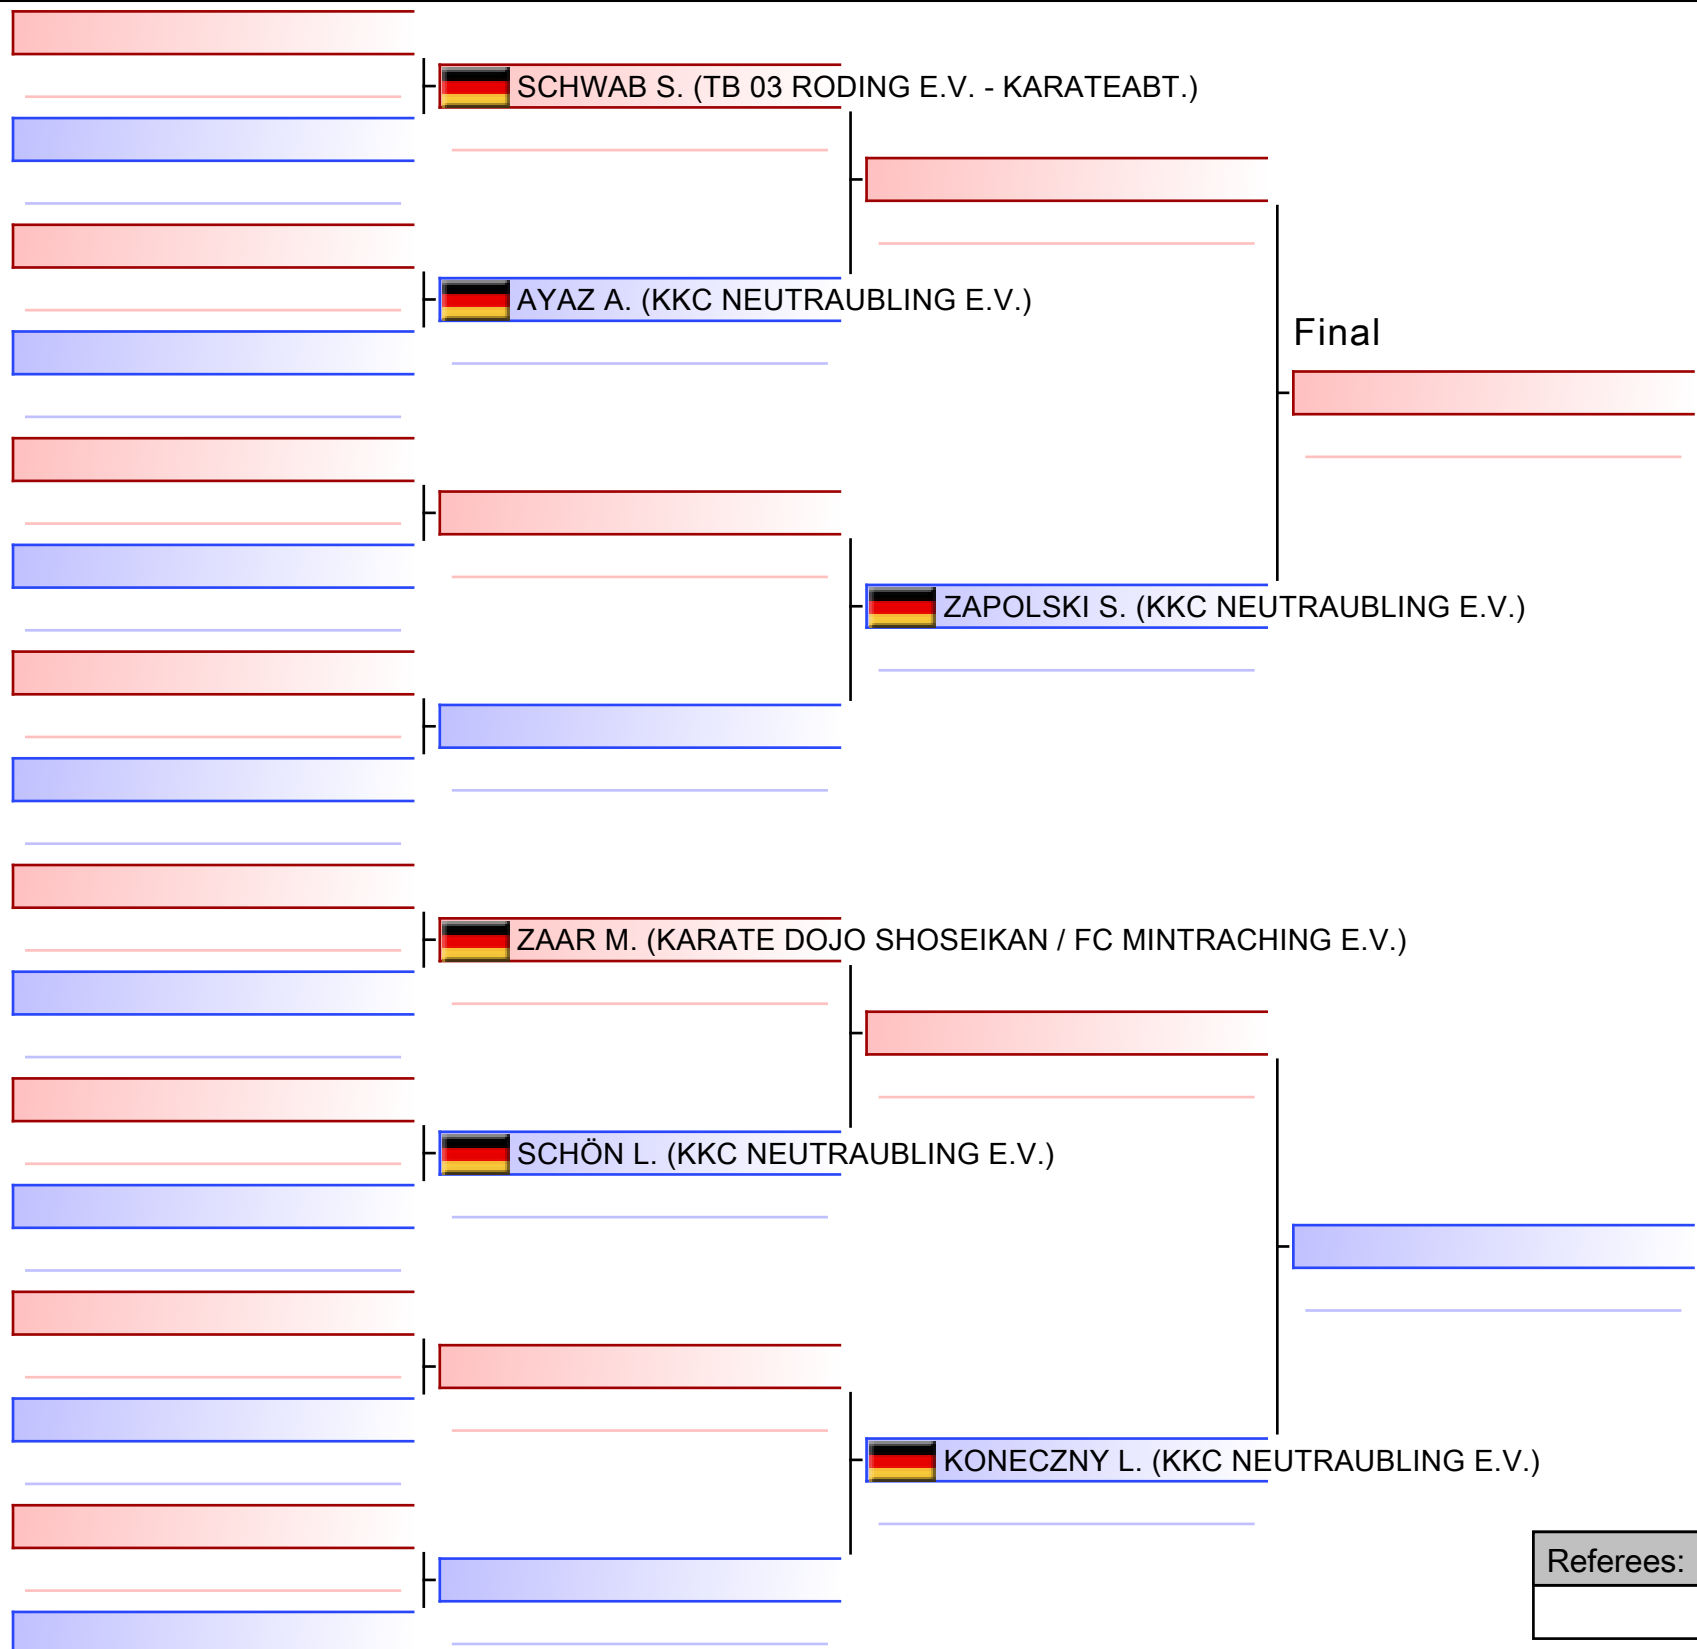 SCHWAB S. (TB 03 RODING E.V. - KARATEABT.)
AYAZ A. (KKC NEUTRAUBLING E.V.)
Final
ZAPOLSKI S. (KKC NEUTRAUBLING E.V.)
ZAAR M. (KARATE DOJO SHOSEIKAN / FC MINTRACHING E.V.)
SCHÖN L. (KKC NEUTRAUBLING E.V.)
KONECZNY L. (KKC NEUTRAUBLING E.V.)
Referees: